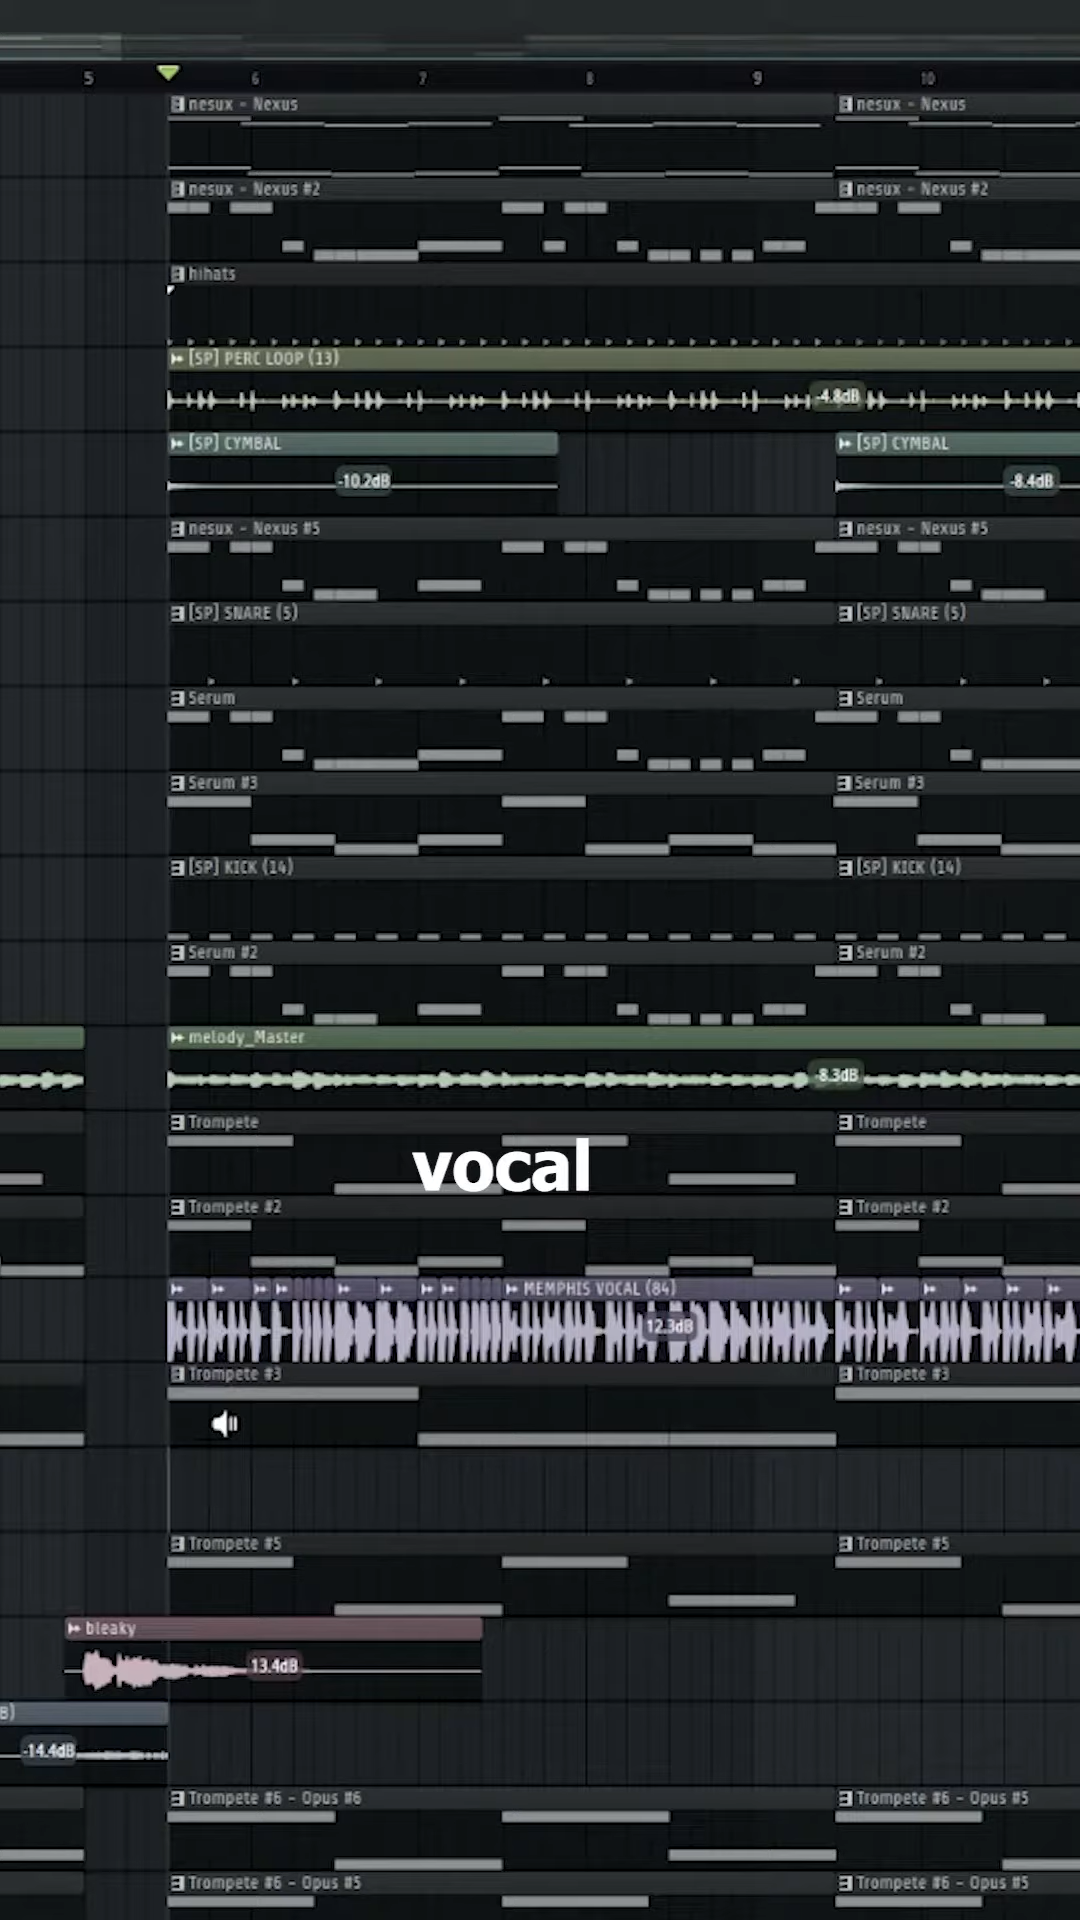 5 6 7 8 9 10
nesux - Nexus nesux - Nexus
nesux - Nexus #2 nesux - Nexus #2
hihats
[SP] PERC LOOP (13)
-4.8dB
[SP] CYMBAL [SP] CYMBAL
-10.2dB -8.4dB
nesux - Nexus #5 nesux - Nexus #5
[SP] SNARE (5) [SP] SNARE (5)
Serum Serum
Serum #3 Serum #3
[SP] KICK (14) [SP] KICK (14)
Serum #2 Serum #2
melody_Master
-8.3dB
Trompete Trompete
vocal
Trompete #2 Trompete #2
MEMPHIS VOCAL (84)
12.3dB
Trompete #3 Trompete #3
Trompete #5 Trompete #5
bleaky
13.4dB
B)
-14.4dB
Trompete #6 - Opus #6 Trompete #6 - Opus #5
Trompete #6 - Opus #5 Trompete #6 - Opus #5